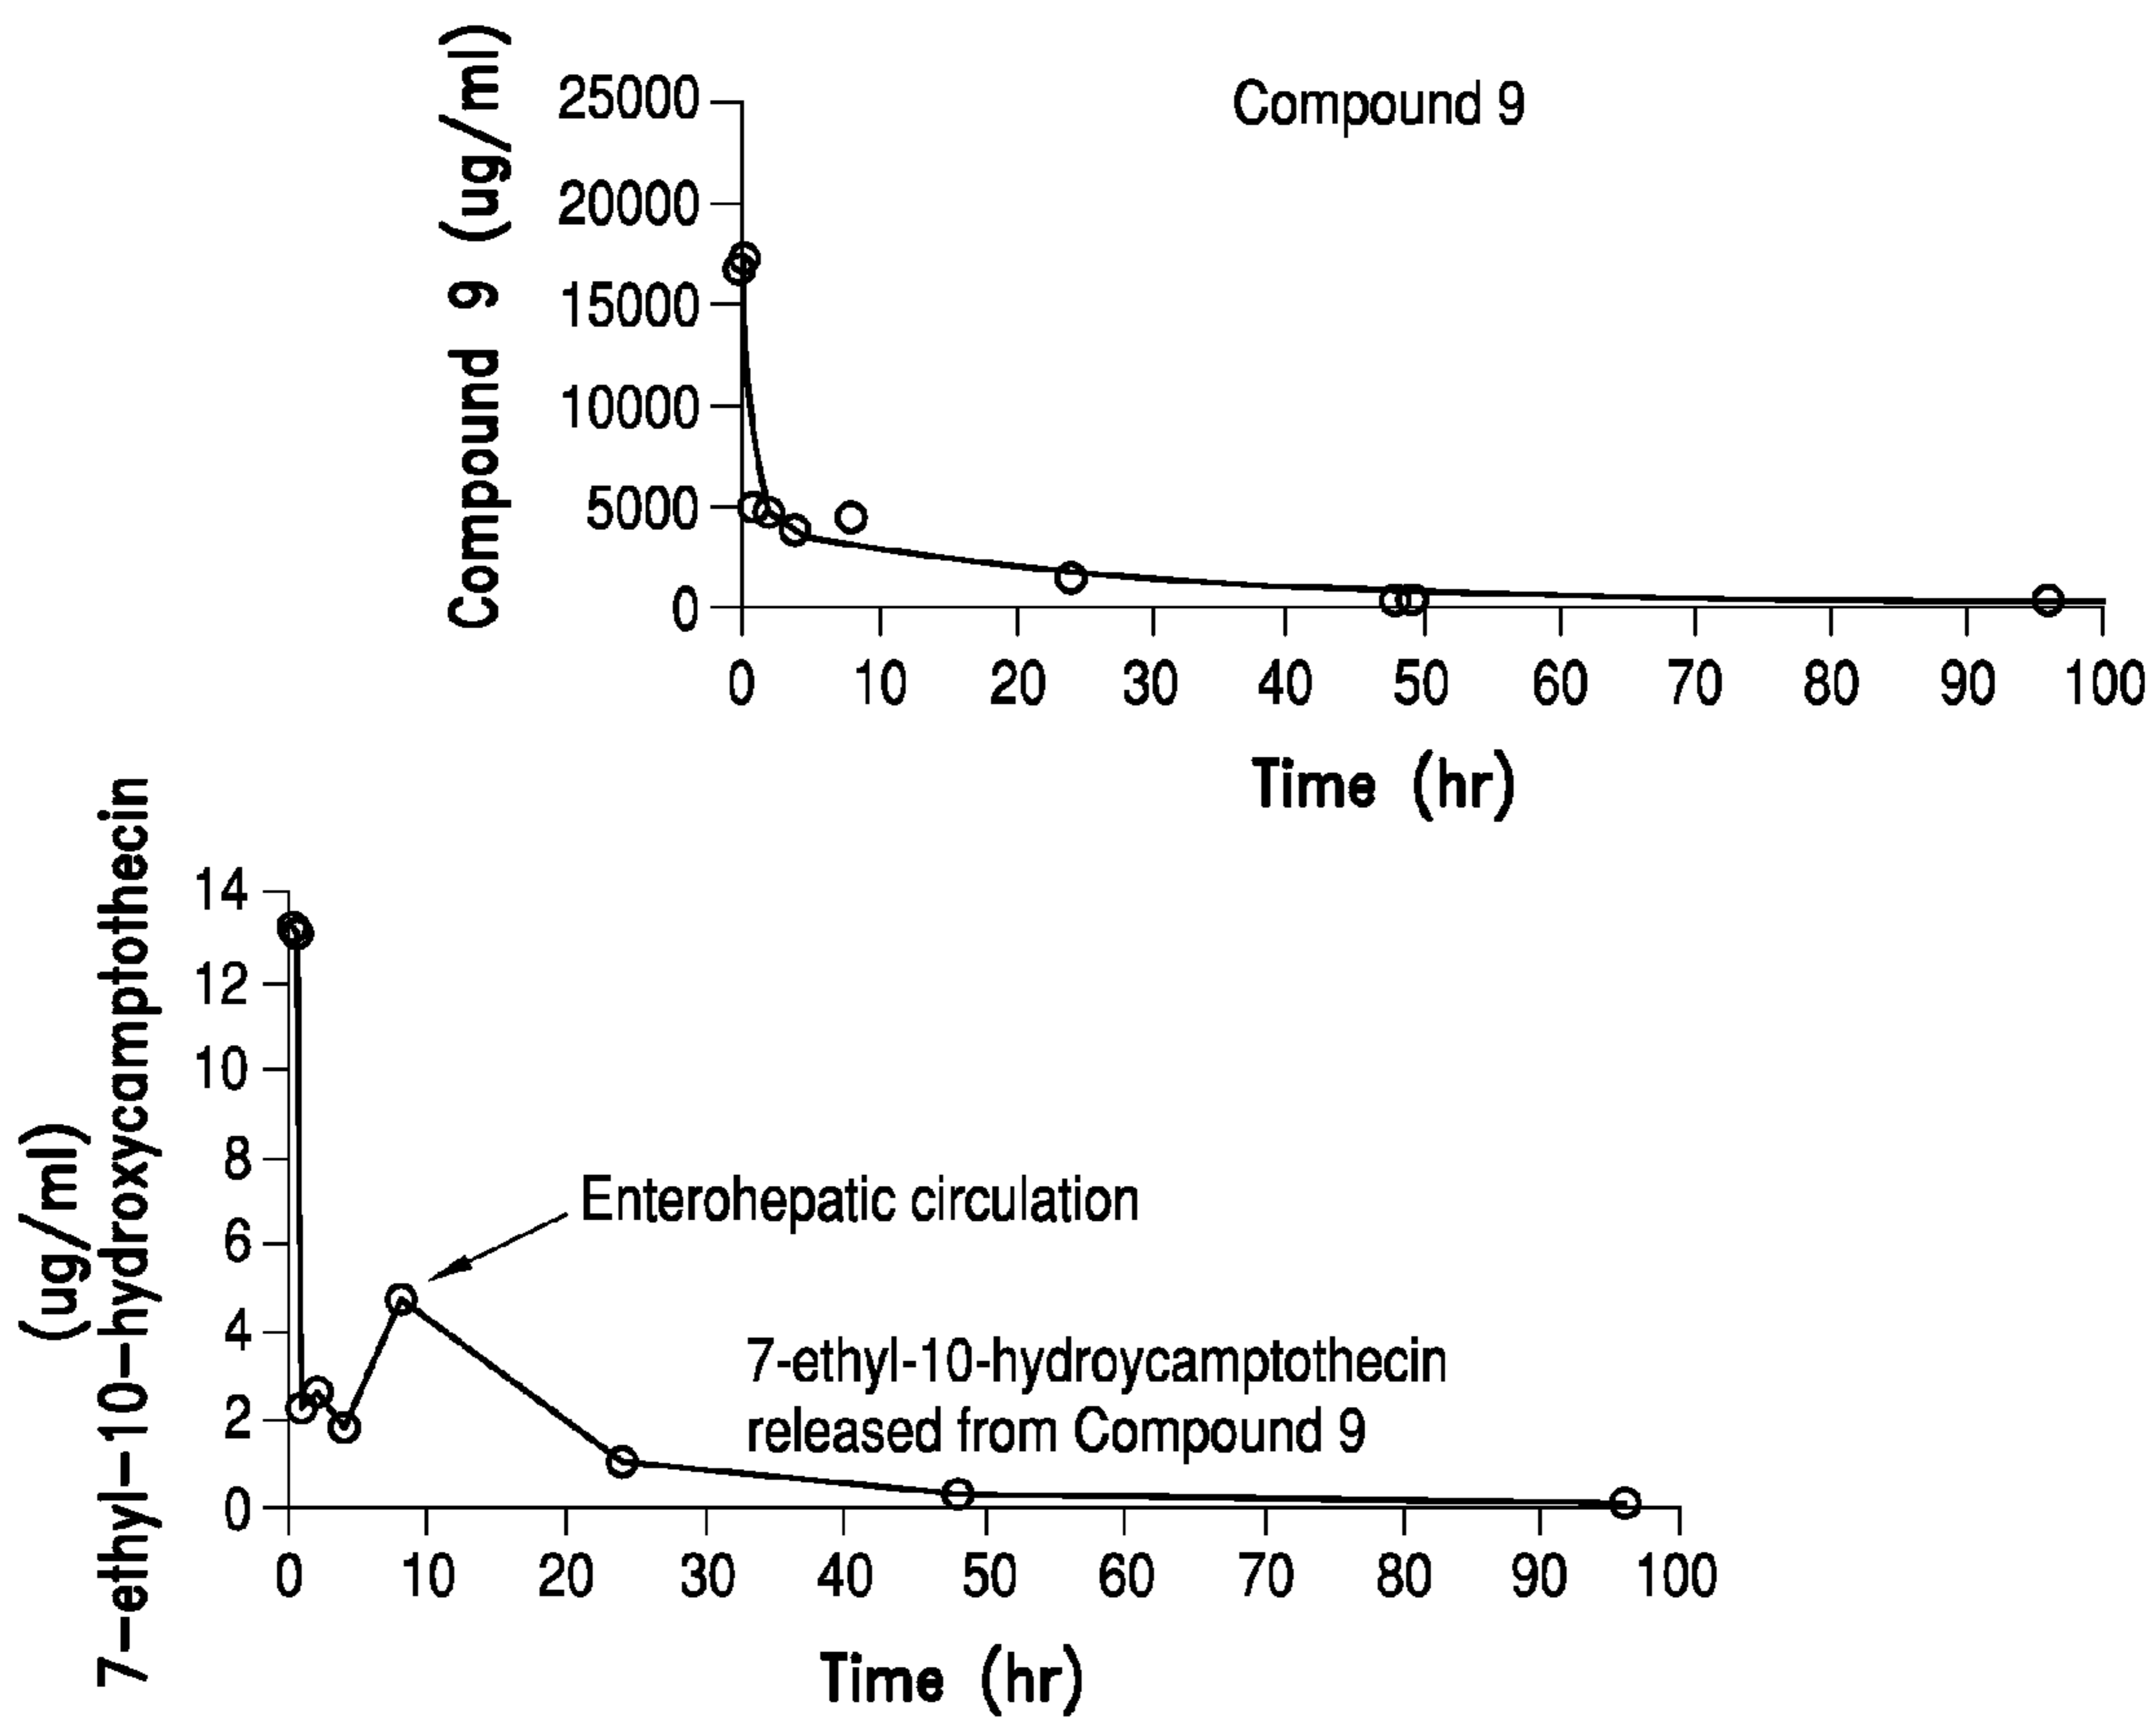 Compound 9 (ug/ml)
25000
20000
15000
10000
5000
0
Compound 9
0 10 20 30 40 50 60 70 80 90 100
Time (hr)
7-ethyl-10-hydroxycamptothecin
(ug/ml)
14
12
10
8
6
4
2
0
Enterohepatic circulation
7-ethyl-10-hydroycamptothecin
released from Compound 9
0 10 20 30 40 50 60 70 80 90 100
Time (hr)